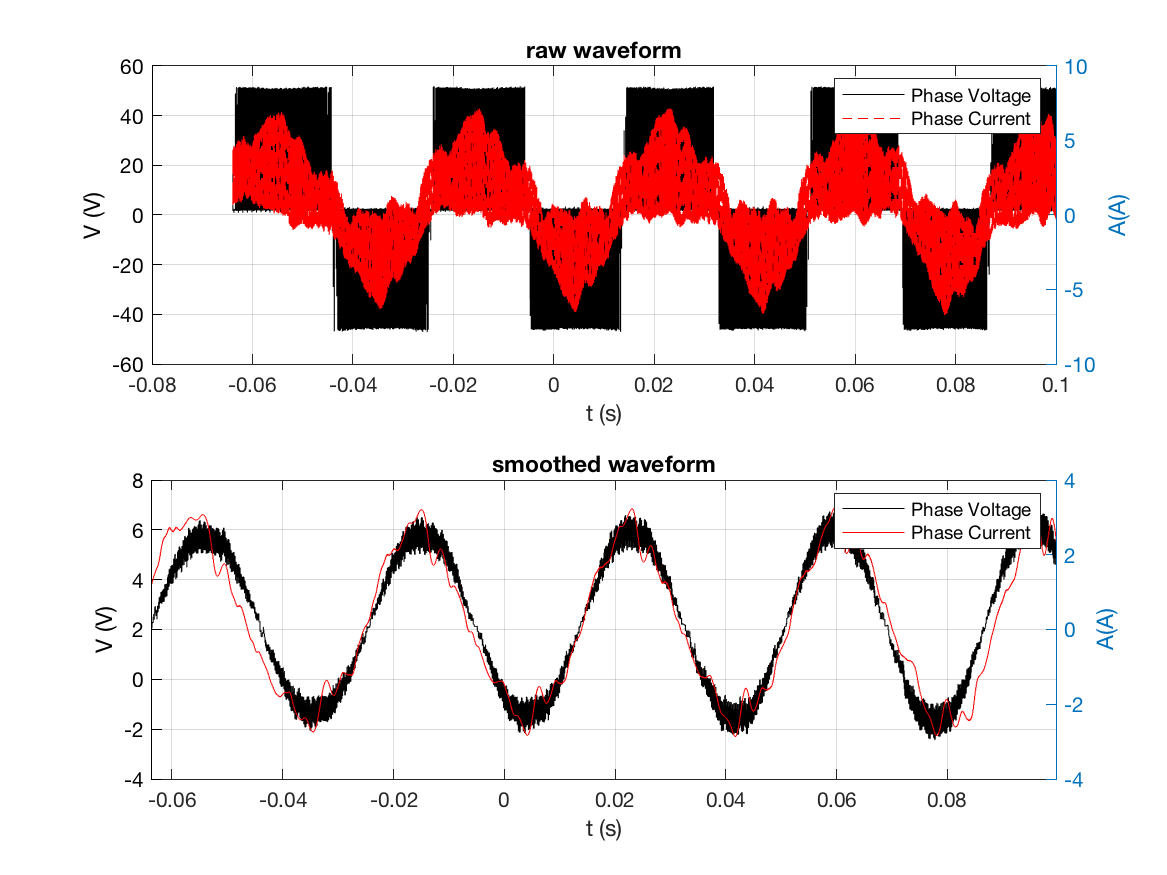 raw waveform
60
40
20
0
-20
-40
-60
V (V)
10
5
0
-5
-10
A(A)
Phase Voltage
Phase Current
-0.08 -0.06 -0.04 -0.02 0 0.02 0.04 0.06 0.08 0.1
t (s)
smoothed waveform
8
6
4
2
0
-2
-4
V (V)
4
2
0
-2
-4
A(A)
Phase Voltage
Phase Current
-0.06 -0.04 -0.02 0 0.02 0.04 0.06 0.08
t (s)